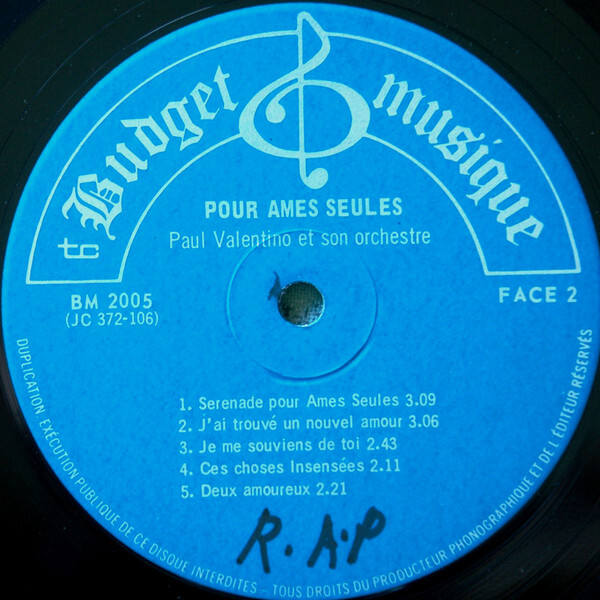 Budget musique
POUR AMES SEULES
Paul Valentino et son orchestre
BM 2005
(JC 372-106)
FACE 2
1. Serenade pour Ames Seules 3.09
2. J'ai trouvé un nouvel amour 3.06
3. Je me souviens de toi 2.43
4. Ces choses Insensées 2.11
5. Deux amoureux 2.21
R. A.P
DUPLICATION, EXÉCUTION PUBLIQUE DE CE DISQUE INTERDITES - TOUS DROITS DU PRODUCTEUR PHONOGRAPHIQUE ET DE L'ÉDITEUR RÉSERVÉS